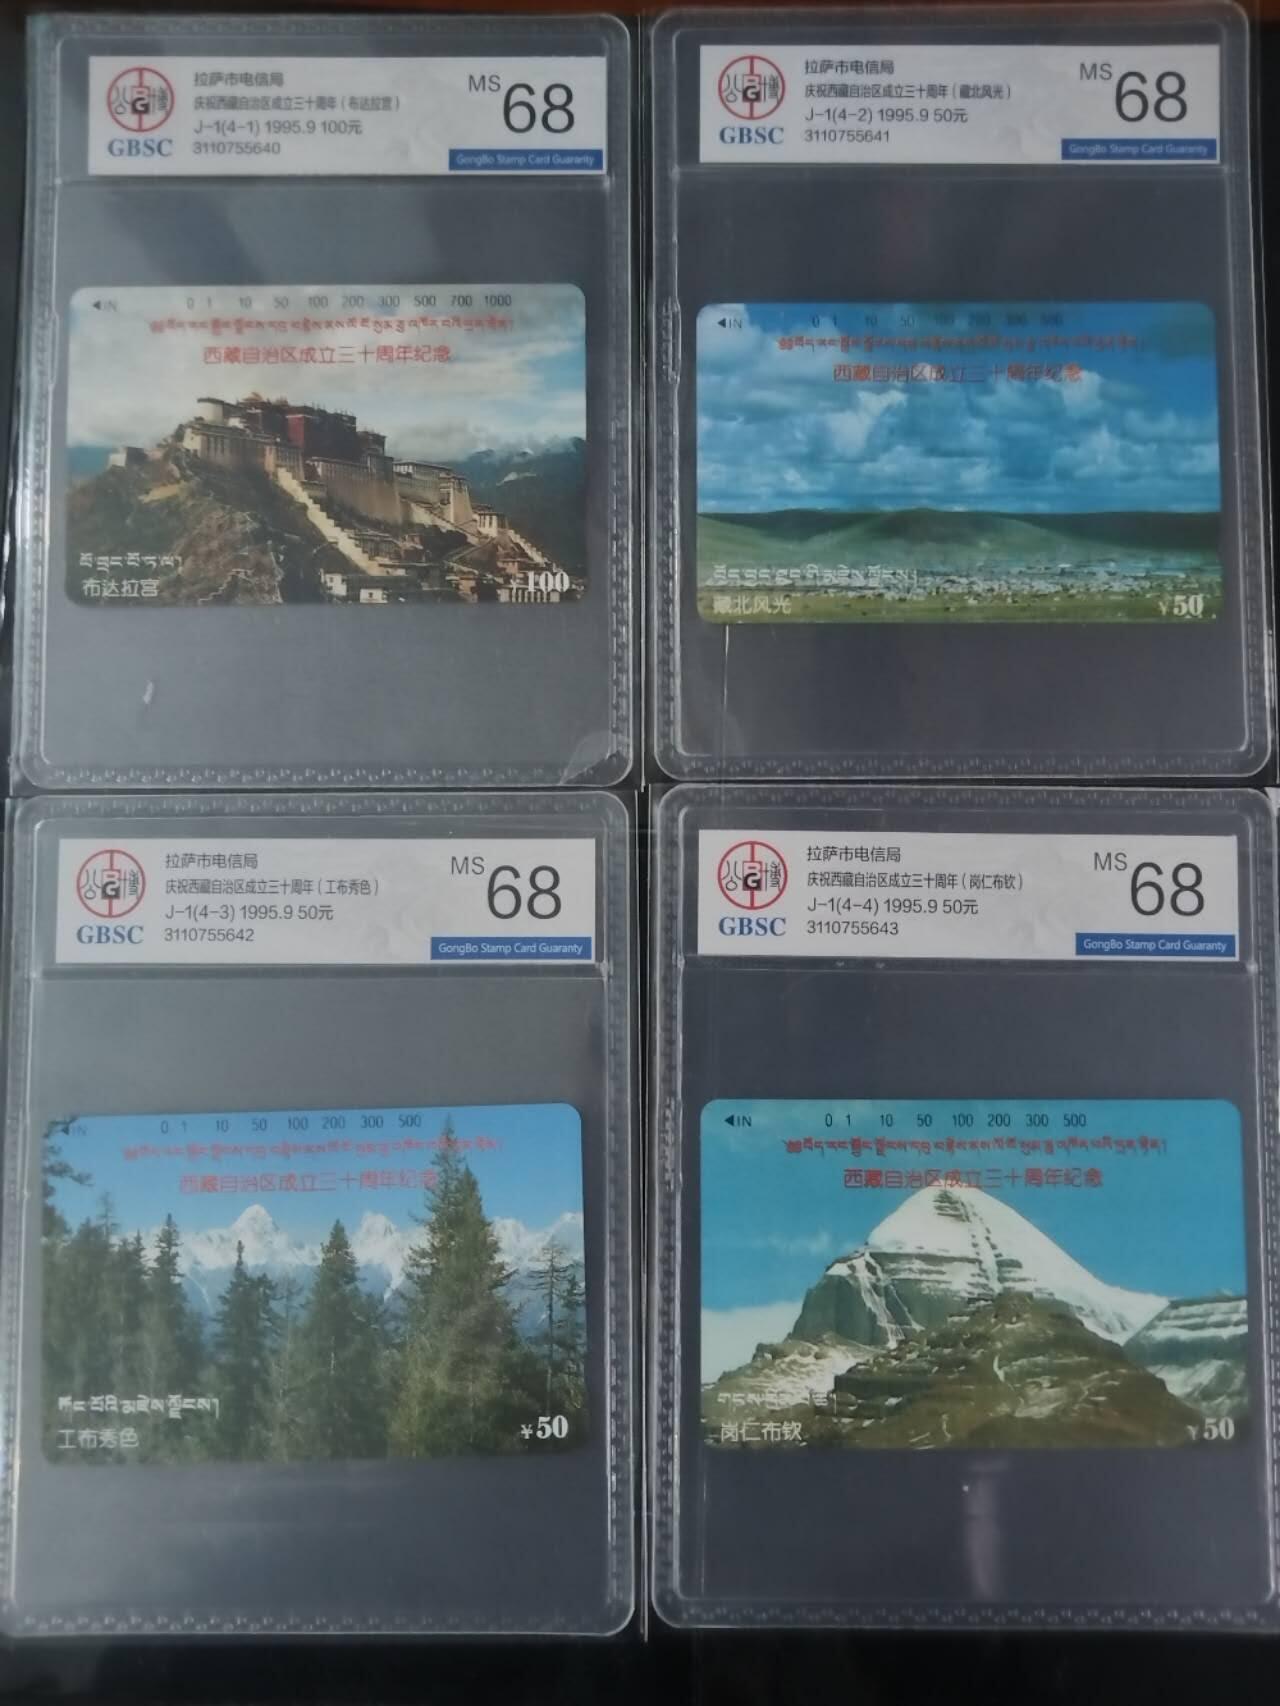 拉萨市电信局
庆祝西藏自治区成立三十周年（布达拉宫）
J-1(4-1) 1995.9 100元
3110755640
GBSC
MS 68
GongBo Stamp Card Guaranty
◀IN 0 1 10 50 100 200 300 500 700 1000
西藏自治区成立三十周年纪念
ཕོ་བྲང་པོ་ཏ་ལ།
布达拉宫
¥100
拉萨市电信局
庆祝西藏自治区成立三十周年（藏北风光）
J-1(4-2) 1995.9 50元
3110755641
GBSC
MS 68
GongBo Stamp Card Guaranty
◀IN 0 1 10 50 100 200 300 500
西藏自治区成立三十周年纪念
藏北风光
¥50
拉萨市电信局
庆祝西藏自治区成立三十周年（工布秀色）
J-1(4-3) 1995.9 50元
3110755642
GBSC
MS 68
GongBo Stamp Card Guaranty
◀IN 0 1 10 50 100 200 300 500
西藏自治区成立三十周年纪念
ཀོང་པོའི་མཛེས་ལྗོངས།
工布秀色
¥50
拉萨市电信局
庆祝西藏自治区成立三十周年（岗仁布钦）
J-1(4-4) 1995.9 50元
3110755643
GBSC
MS 68
GongBo Stamp Card Guaranty
◀IN 0 1 10 50 100 200 300 500
西藏自治区成立三十周年纪念
岗仁布钦
¥50